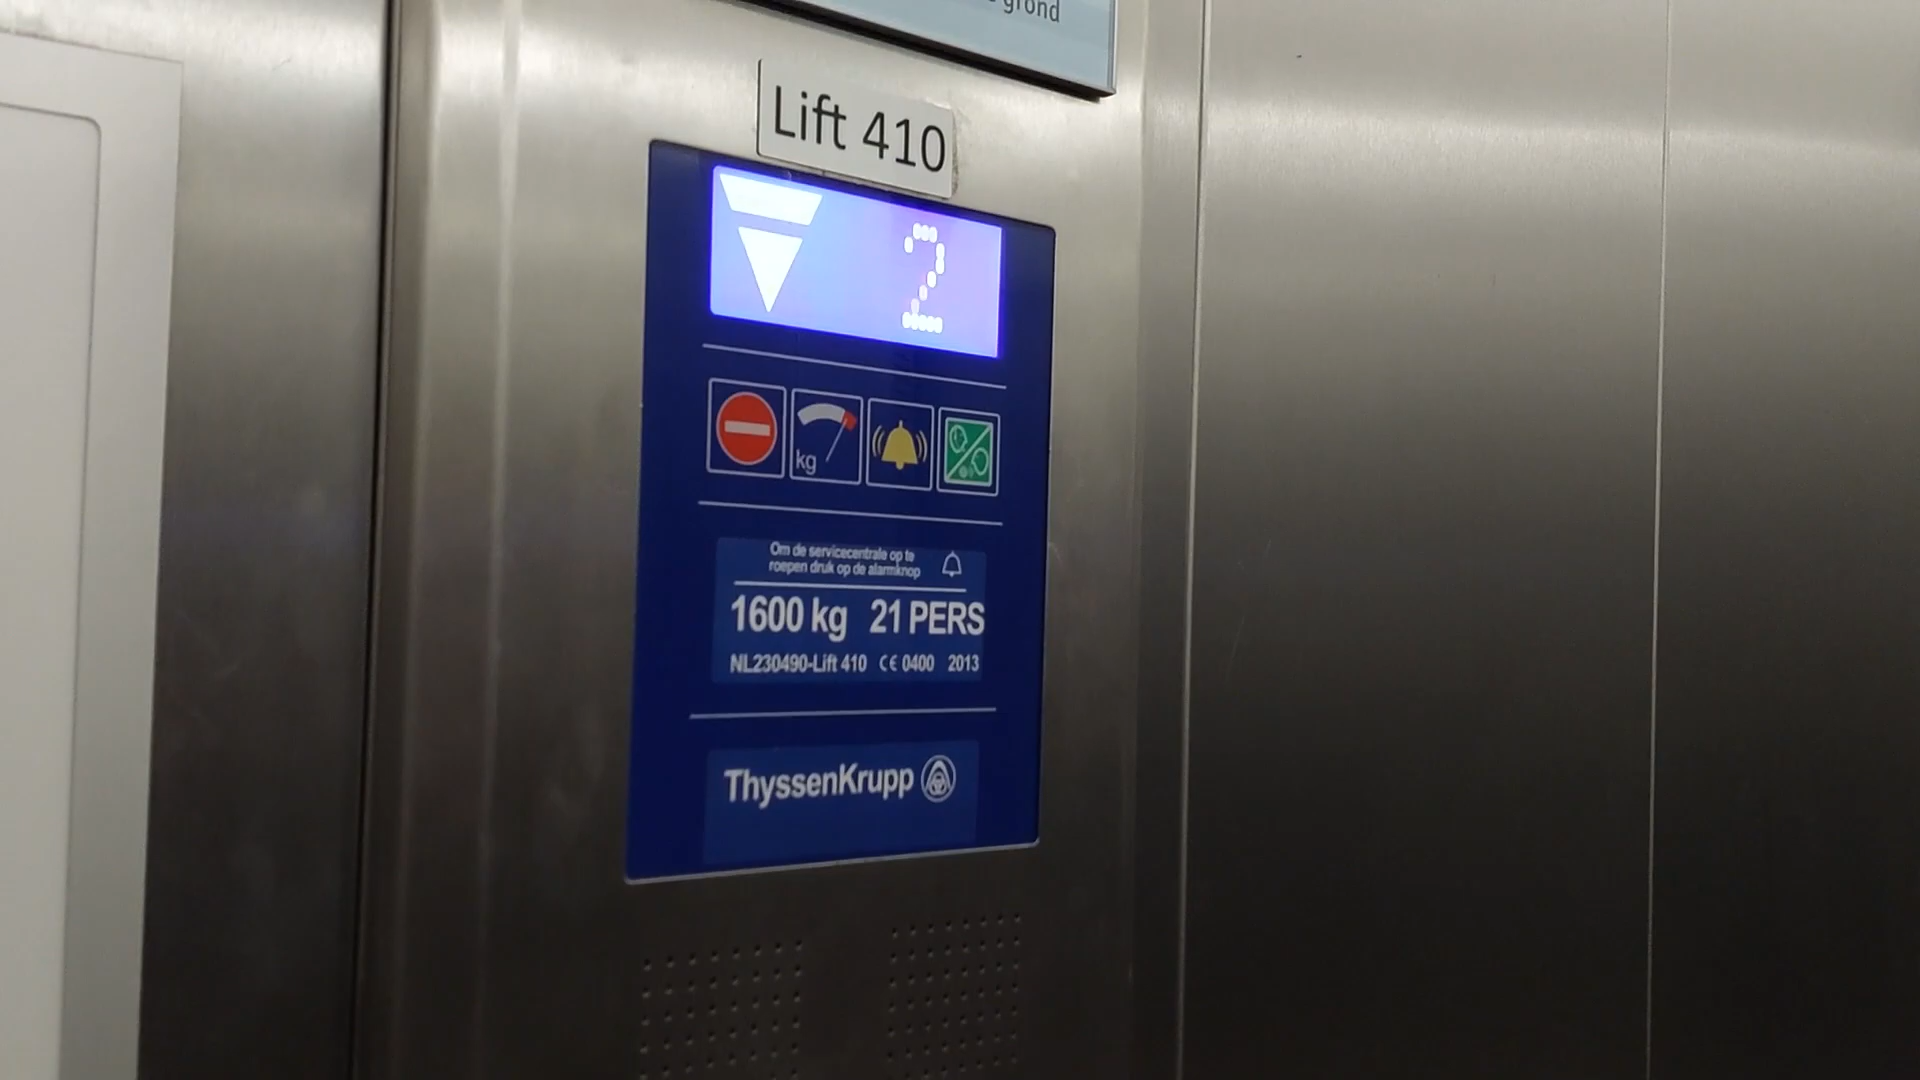 grond
Lift 410
2
kg
Om de servicecentrale op te
roepen druk op de alarmknop
1600 kg 21 PERS
NL230490-Lift 410 CE 0400 2013
ThyssenKrupp